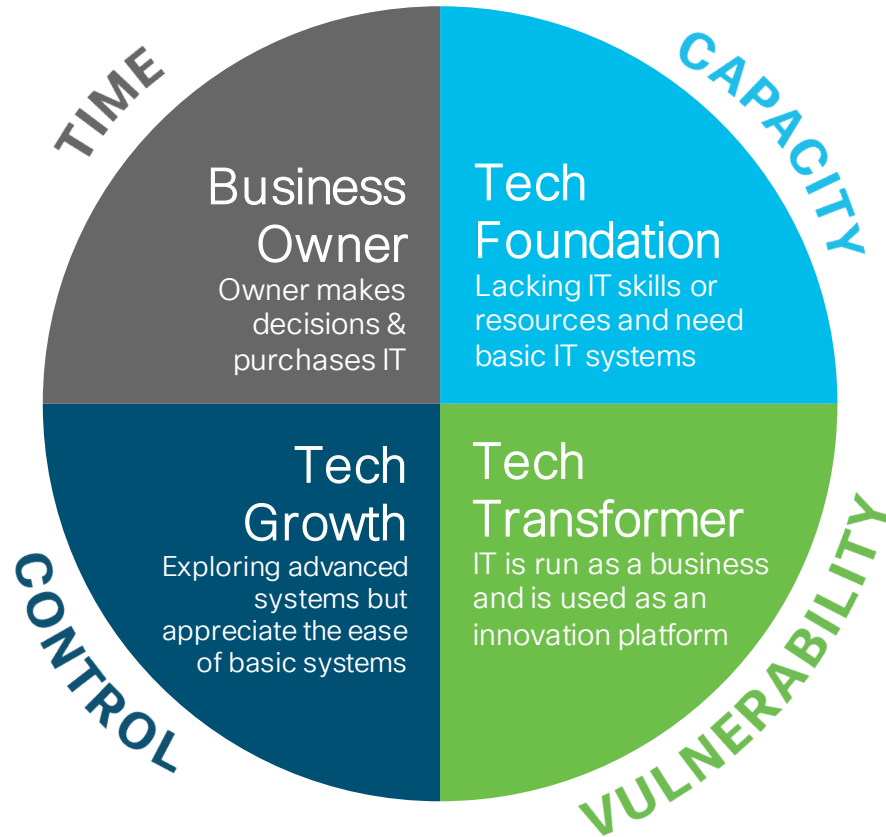 TIME
Business
Owner
Owner makes
decisions &
purchases IT
CAPACITY
Tech
Foundation
Lacking IT skills or
resources and need
basic IT systems
CONTROL
Tech
Growth
Exploring advanced
systems but
appreciate the ease
of basic systems
VULNERABILITY
Tech
Transformer
IT is run as a business
and is used as an
innovation platform